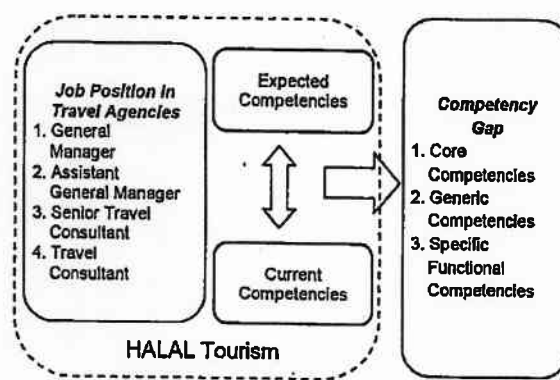 Job Position in
Travel Agencies
1. General
Manager
2. Assistant
General Manager
3. Senior Travel
Consultant
4. Travel
Consultant
Expected
Competencies
Current
Competencies
HALAL Tourism
Competency
Gap
1. Core
Competencies
2. Generic
Competencies
3. Specific
Functional
Competencies